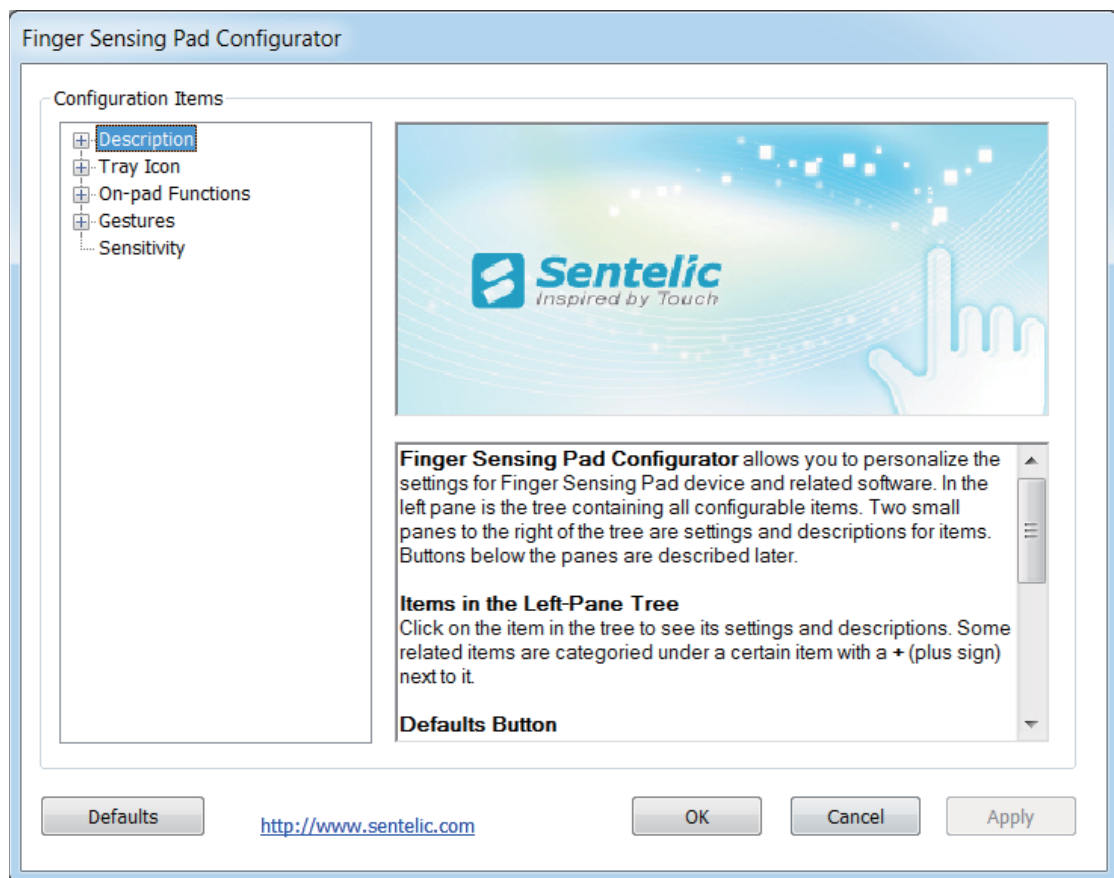 Finger Sensing Pad Configurator
Configuration Items
Description
Tray Icon
On-pad Functions
Gestures
Sensitivity
Sentelic
Inspired by Touch
Finger Sensing Pad Configurator allows you to personalize the
settings for Finger Sensing Pad device and related software. In the
left pane is the tree containing all configurable items. Two small
panes to the right of the tree are settings and descriptions for items.
Buttons below the panes are described later.
Items in the Left-Pane Tree
Click on the item in the tree to see its settings and descriptions. Some
related items are categoried under a certain item with a + (plus sign)
next to it.
Defaults Button
Defaults
http://www.sentelic.com
OK
Cancel
Apply